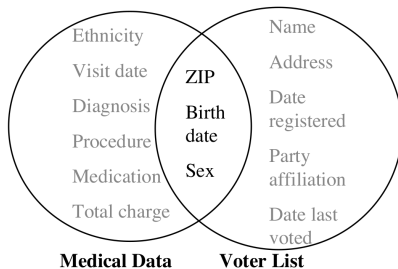 Ethnicity
Visit date
Diagnosis
Procedure
Medication
Total charge
ZIP
Birth
date
Sex
Name
Address
Date
registered
Party
affiliation
Date last
voted
Medical Data
Voter List